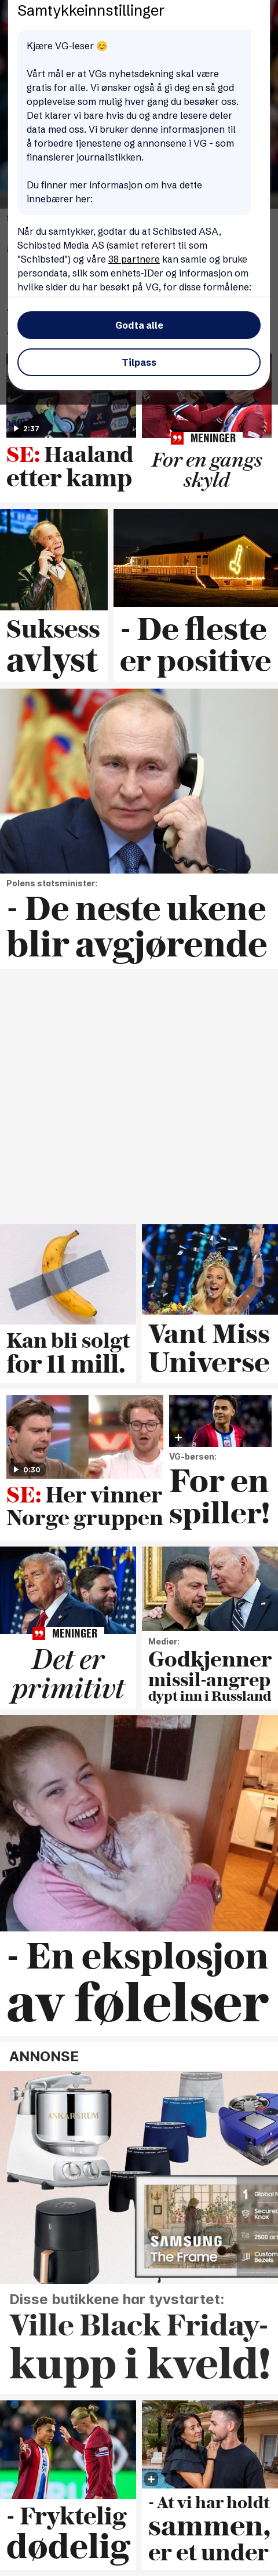 Samtykkeinnstillinger
Kjære VG-leser 😊
Vårt mål er at VGs nyhetsdekning skal være
gratis for alle. Vi ønsker også å gi deg en så god
opplevelse som mulig hver gang du besøker oss.
Det klarer vi bare hvis du og andre lesere deler
data med oss. Vi bruker denne informasjonen til
å forbedre tjenestene og annonsene i VG - som
finansierer journalistikken.
Du finner mer informasjon om hva dette
innebærer her:
Når du samtykker, godtar du at Schibsted ASA,
Schibsted Media AS (samlet referert til som
"Schibsted") og våre 38 partnere kan samle og bruke
persondata, slik som enhets-IDer og informasjon om
hvilke sider du har besøkt på VG, for disse formålene:
Godta alle
Tilpass
2:37
SE: Haaland
etter kamp
MENINGER
For en gangs
skyld
Suksess
avlyst
- De fleste
er positive
Polens statsminister:
- De neste ukene
blir avgjørende
Kan bli solgt
for 11 mill.
Vant Miss
Universe
0:30
SE: Her vinner
Norge gruppen
VG-børsen:
For en
spiller!
MENINGER
Det er
primitivt
Medier:
Godkjenner
missil-angrep
dypt inn i Russland
- En eksplosjon
av følelser
ANNONSE
ANKARSRUM
SAMSUNG
The Frame
Disse butikkene har tyvstartet:
Ville Black Friday-
kupp i kveld!
- Fryktelig
dødelig
- At vi har holdt
sammen,
er et under